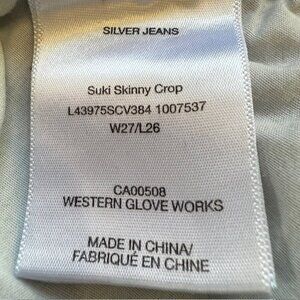 SILVER JEANS
Suki Skinny Crop
L43975SCV384 1007537
W27/L26
CA00508
WESTERN GLOVE WORKS
MADE IN CHINA/
FABRIQUÉ EN CHINE